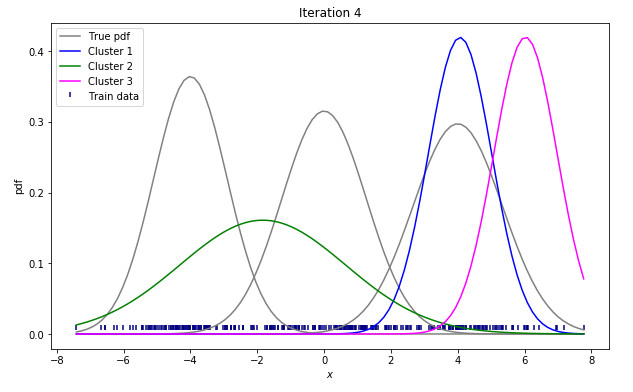 Iteration 4
True pdf
Cluster 1
Cluster 2
Cluster 3
Train data
pdf
0.4
0.3
0.2
0.1
0.0
−8 −6 −4 −2 0 2 4 6 8
x